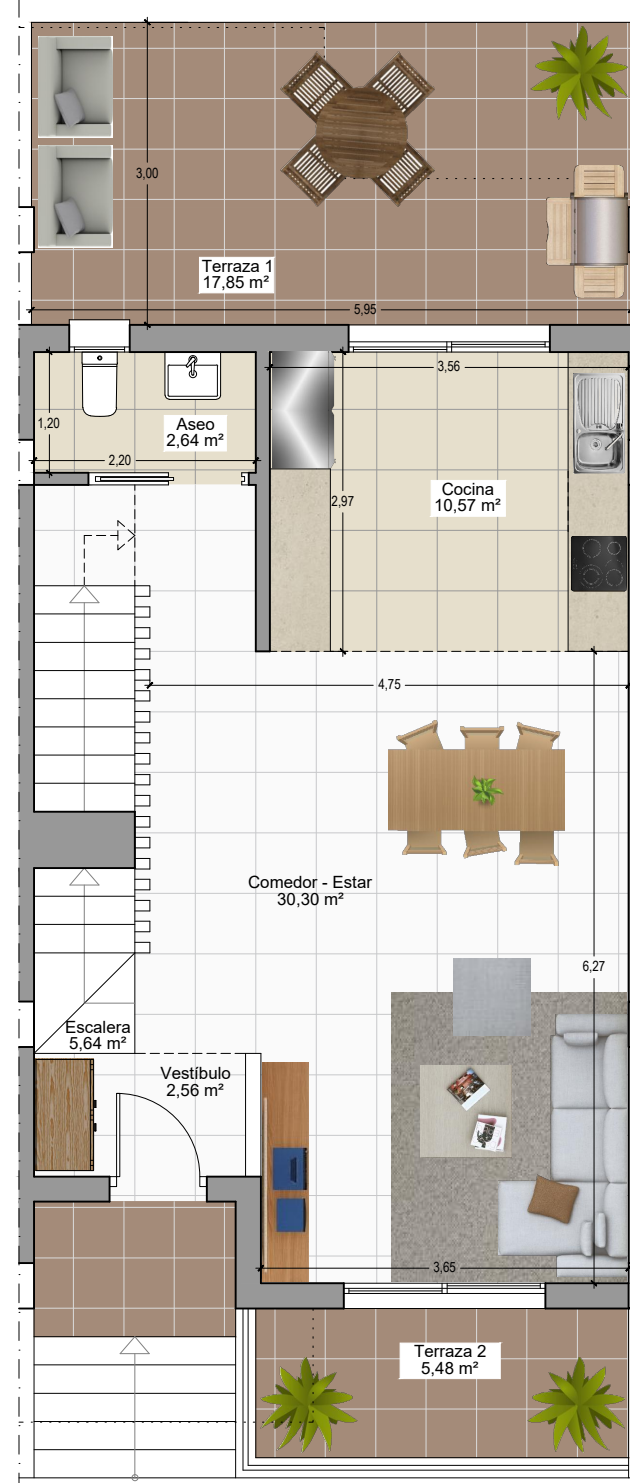 3,00
Terraza 1
17,85 m²
5,95
3,56
1,20
Aseo
2,64 m²
2,20
Cocina
10,57 m²
2,97
4,75
Comedor - Estar
30,30 m²
6,27
Escalera
5,64 m²
Vestíbulo
2,56 m²
3,65
Terraza 2
5,48 m²